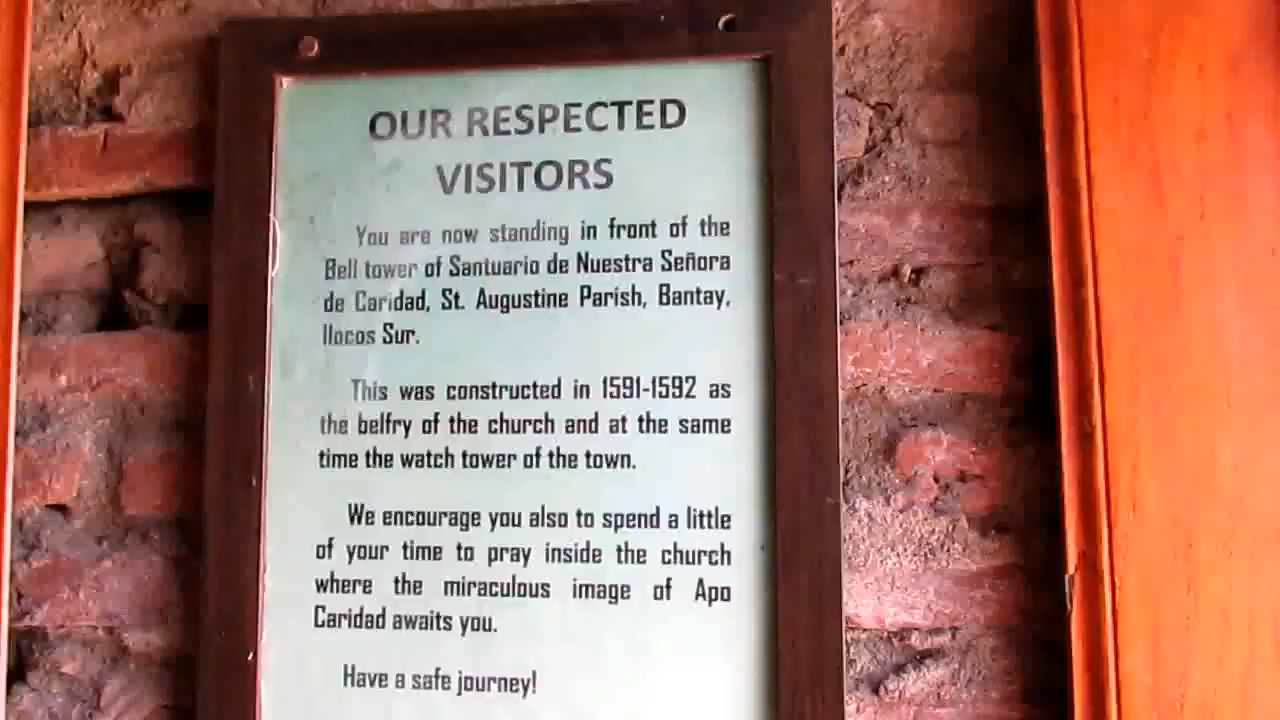 OUR RESPECTED
VISITORS
You are now standing in front of the
Bell tower of Santuario de Nuestra Señora
de Caridad, St. Augustine Parish, Bantay,
Ilocos Sur.
This was constructed in 1591-1592 as
the belfry of the church and at the same
time the watch tower of the town.
We encourage you also to spend a little
of your time to pray inside the church
where the miraculous image of Apo
Caridad awaits you.
Have a safe journey!